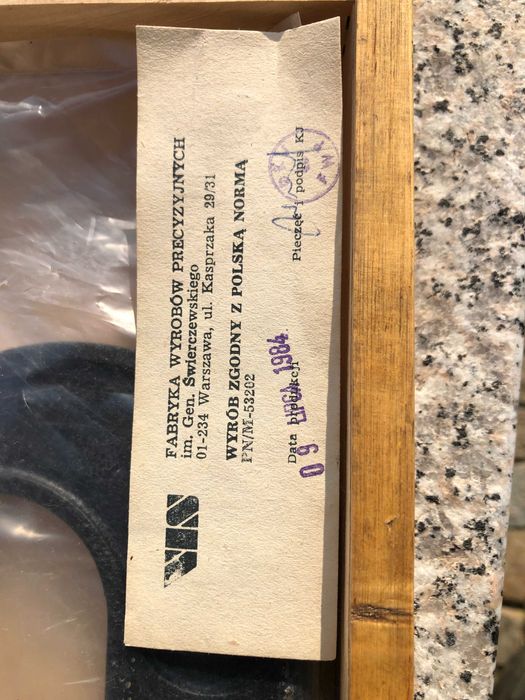 VIS
FABRYKA WYROBÓW PRECYZYJNYCH
im. Gen. Świerczewskiego
01-234 Warszawa, ul. Kasprzaka 29/31
WYRÓB ZGODNY Z POLSKĄ NORMĄ
PN/M-53202
Data produkcji
09 LIPCA 1984
Pieczęć i podpis KJ